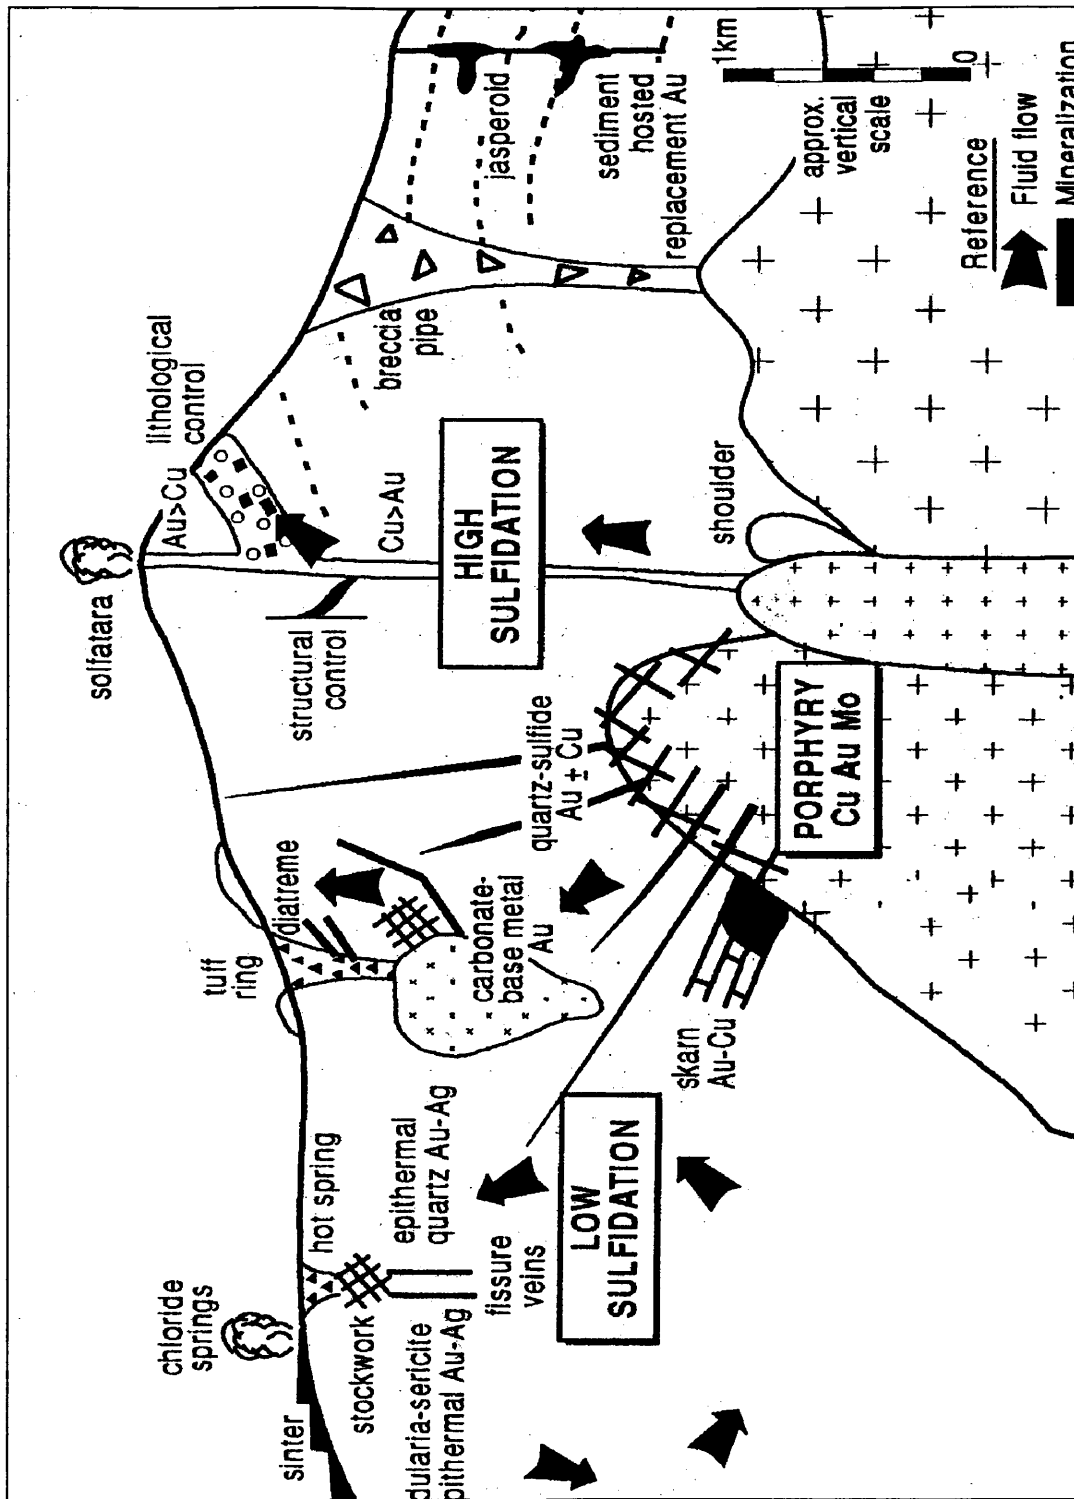 chloride
springs
sinter
hot spring
stockwork
dularia-sericite
pithermal Au-Ag
epithermal
quartz Au-Ag
fissure
veins
LOW
SULFIDATION
tuff
ring
diatreme
carbonate-
base metal
Au
skarn
Au-Cu
quartz-sulfide
Au ± Cu
PORPHYRY
Cu Au Mo
solfatara
structural
control
Au>Cu
lithological
control
Cu>Au
HIGH
SULFIDATION
shoulder
breccia
pipe
jasperoid
sediment
hosted
replacement Au
1km
approx.
vertical
scale
0
Reference
Fluid flow
Mineralization